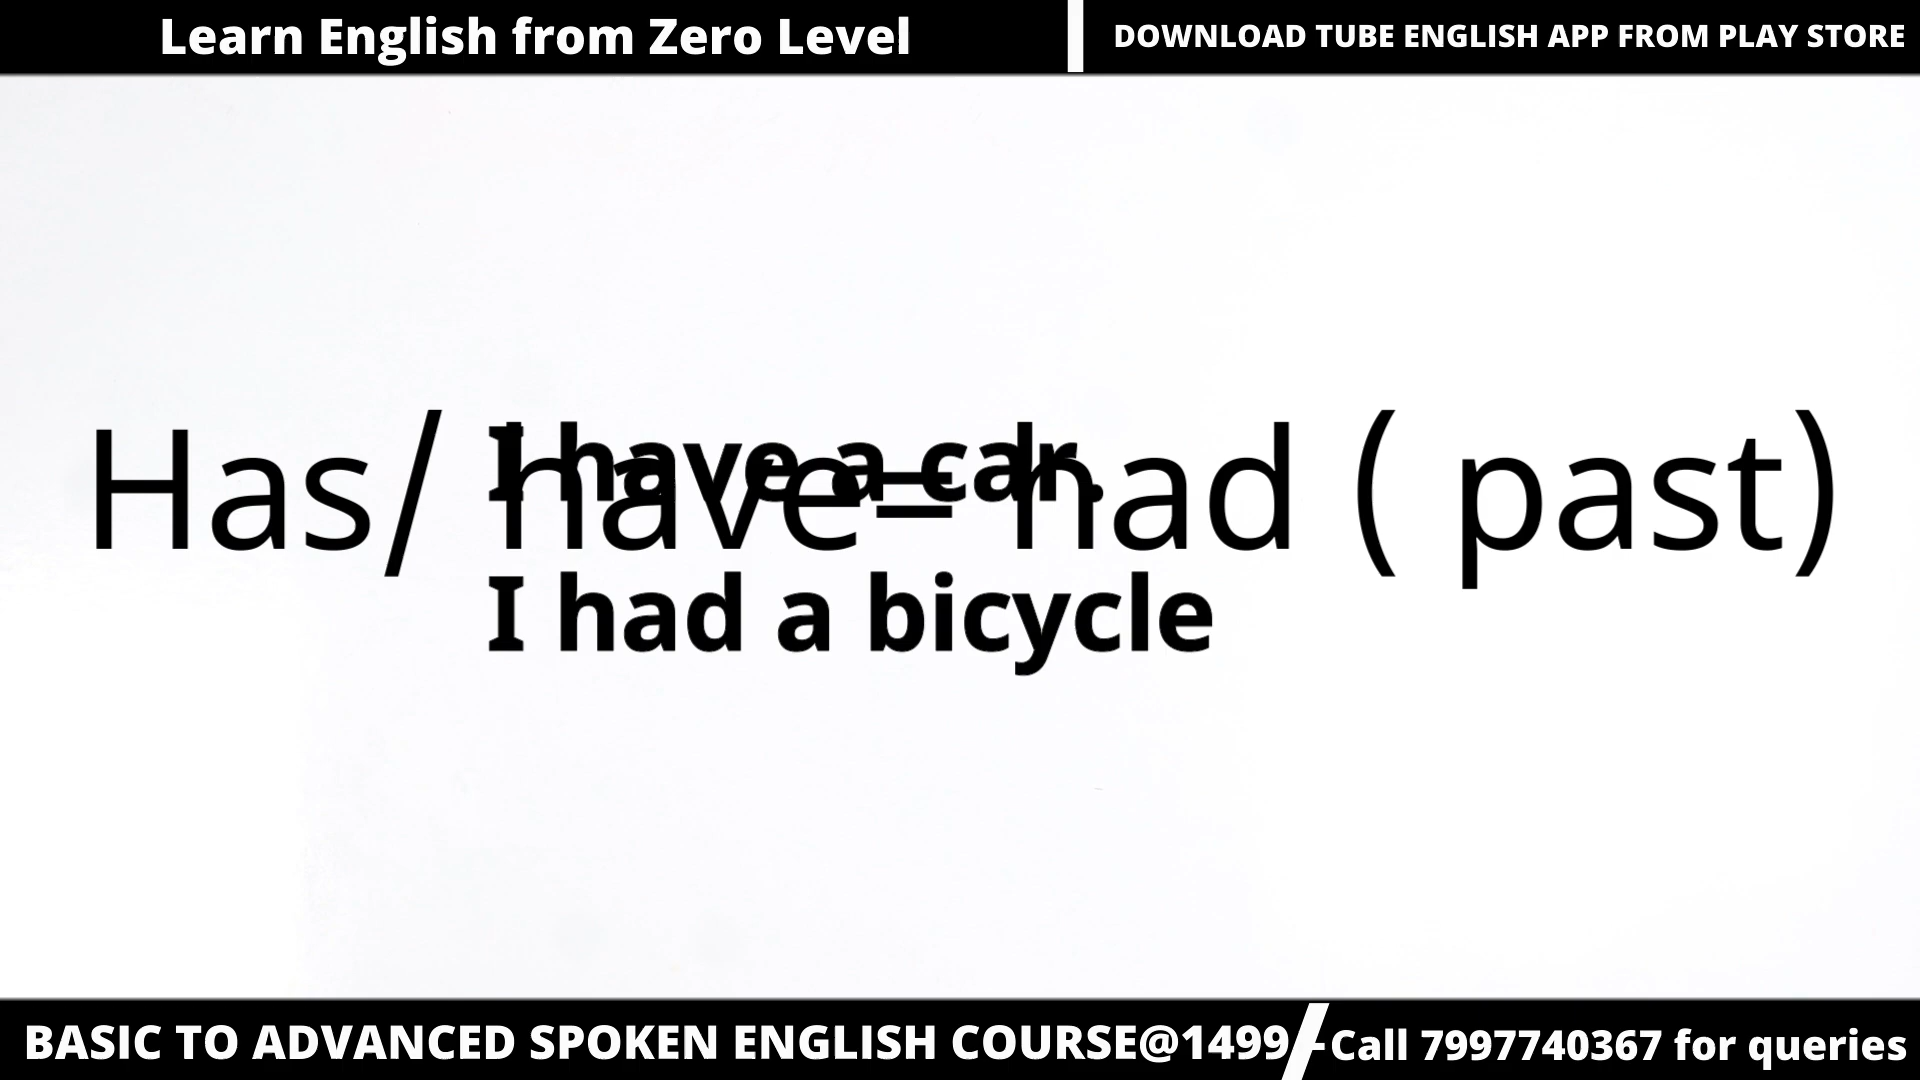 Learn English from Zero Level
DOWNLOAD TUBE ENGLISH APP FROM PLAY STORE
Has/ have= had ( past)
I have a car.
I had a bicycle
BASIC TO ADVANCED SPOKEN ENGLISH COURSE@1499/-
Call 7997740367 for queries